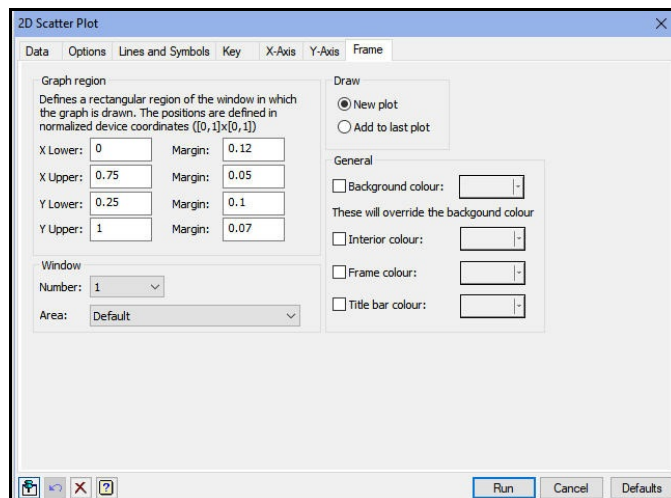 2D Scatter Plot
Data Options Lines and Symbols Key X-Axis Y-Axis Frame
Graph region
Defines a rectangular region of the window in which
the graph is drawn. The positions are defined in
normalized device coordinates ([0,1]x[0,1])
X Lower: 0 Margin: 0.12
X Upper: 0.75 Margin: 0.05
Y Lower: 0.25 Margin: 0.1
Y Upper: 1 Margin: 0.07
Window
Number: 1
Area: Default
Draw
New plot
Add to last plot
General
Background colour:
These will override the backgound colour
Interior colour:
Frame colour:
Title bar colour:
Run Cancel Defaults